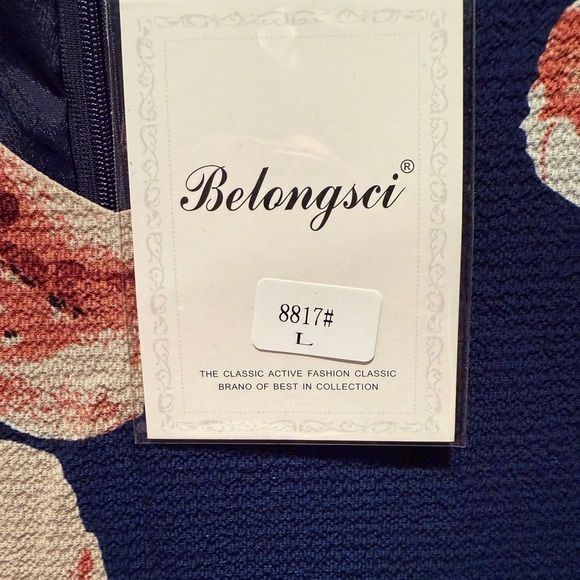 Belongsci®
8817#
L
THE CLASSIC ACTIVE FASHION CLASSIC
BRANO OF BEST IN COLLECTION